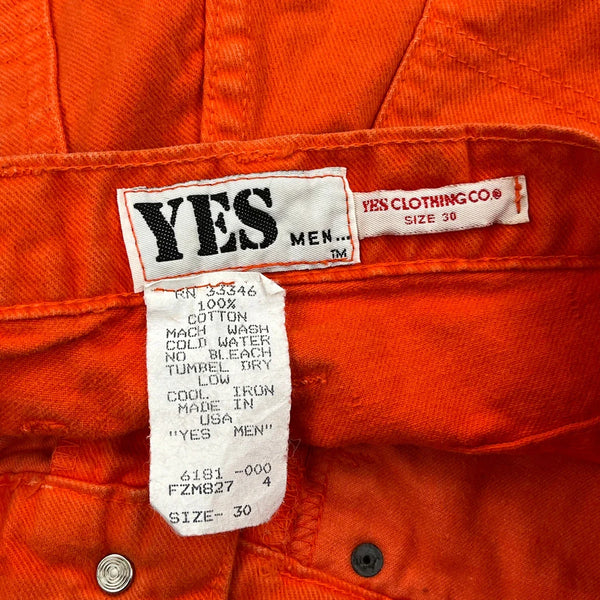 YES MEN...
TM
YES CLOTHING CO.®
SIZE 30
RN 33346
100%
COTTON
MACH WASH
COLD WATER
NO BLEACH
TUMBEL DRY
LOW
COOL IRON
MADE IN
USA
"YES MEN"
6181 -000
FZM827 4
SIZE- 30